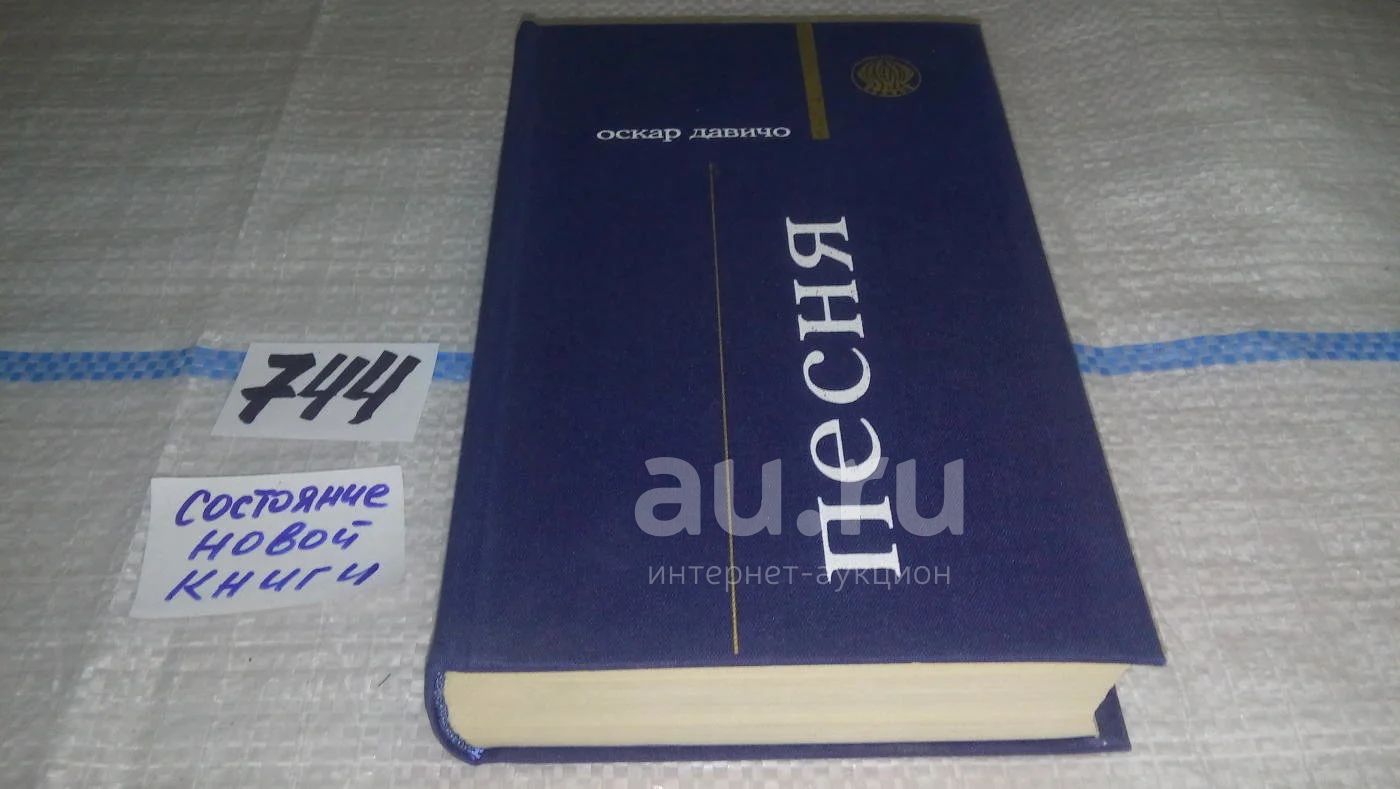 оскар давичо
Песня
744
состояние
новой
книги
au.ru
интернет-аукцион